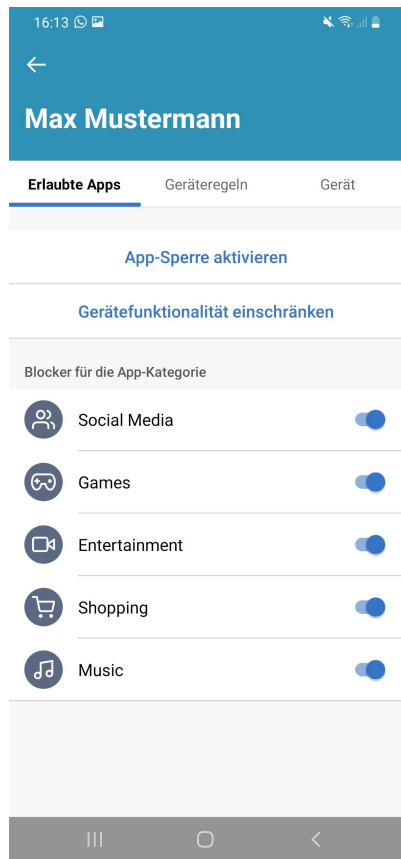 16:13
Max Mustermann
Erlaubte Apps Geräteregeln Gerät
App-Sperre aktivieren
Gerätefunktionalität einschränken
Blocker für die App-Kategorie
Social Media
Games
Entertainment
Shopping
Music